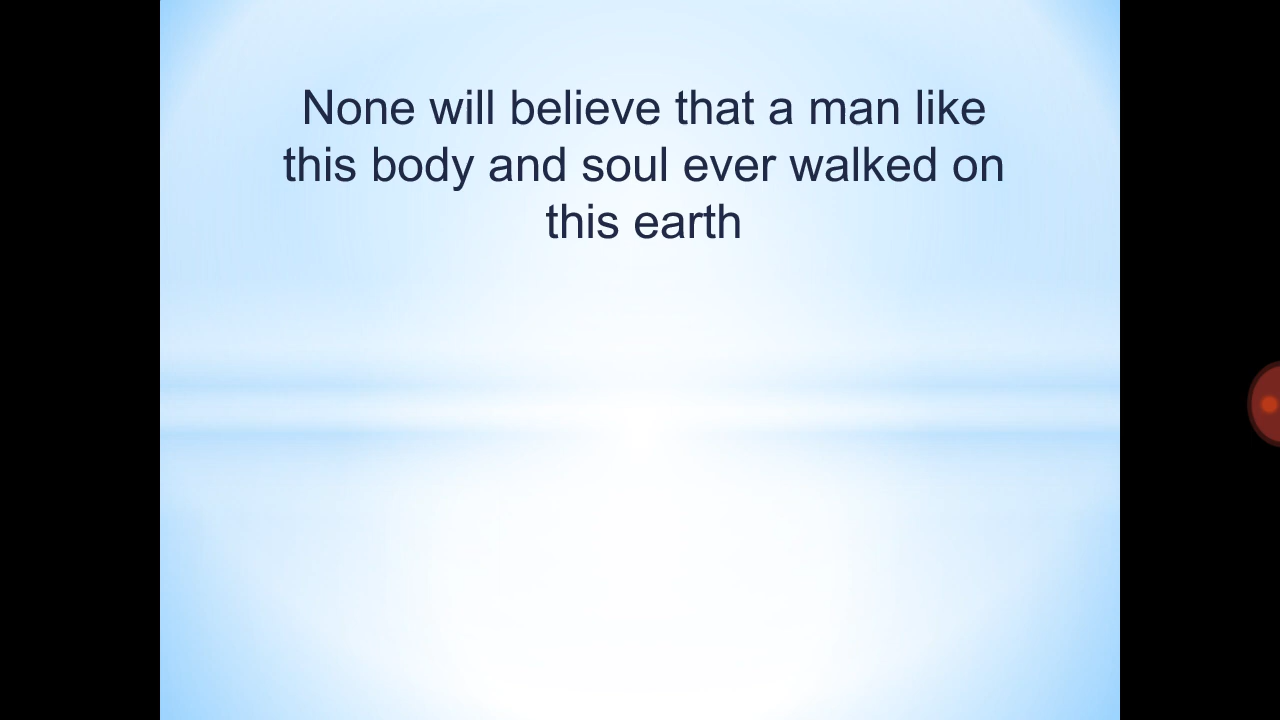 None will believe that a man like
this body and soul ever walked on
this earth